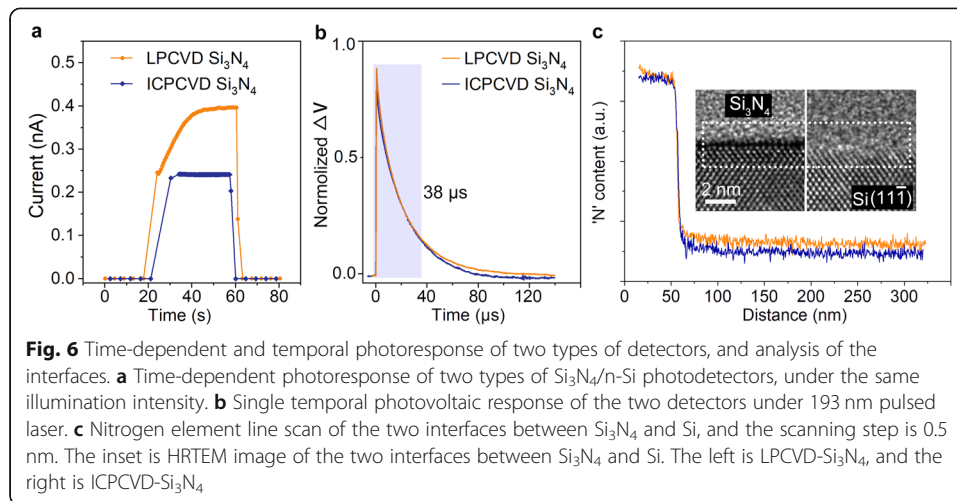 a
0.5
0.4
0.3
0.2
0.1
0.0
Current (nA)
LPCVD Si₃N₄
ICPCVD Si₃N₄
0 20 40 60 80
Time (s)
b
1.0
0.5
0.0
Normolized △V
LPCVD Si₃N₄
ICPCVD Si₃N₄
38 µs
0 40 80 120
Time (µs)
c
'N' content (a.u.)
Si₃N₄
2 nm
Si(111̅)
0 50 100 150 200 250 300
Distance (nm)
Fig. 6 Time-dependent and temporal photoresponse of two types of detectors, and analysis of the
interfaces. a Time-dependent photoresponse of two types of Si₃N₄/n-Si photodetectors, under the same
illumination intensity. b Single temporal photovoltaic response of the two detectors under 193 nm pulsed
laser. c Nitrogen element line scan of the two interfaces between Si₃N₄ and Si, and the scanning step is 0.5
nm. The inset is HRTEM image of the two interfaces between Si₃N₄ and Si. The left is LPCVD-Si₃N₄, and the
right is ICPCVD-Si₃N₄